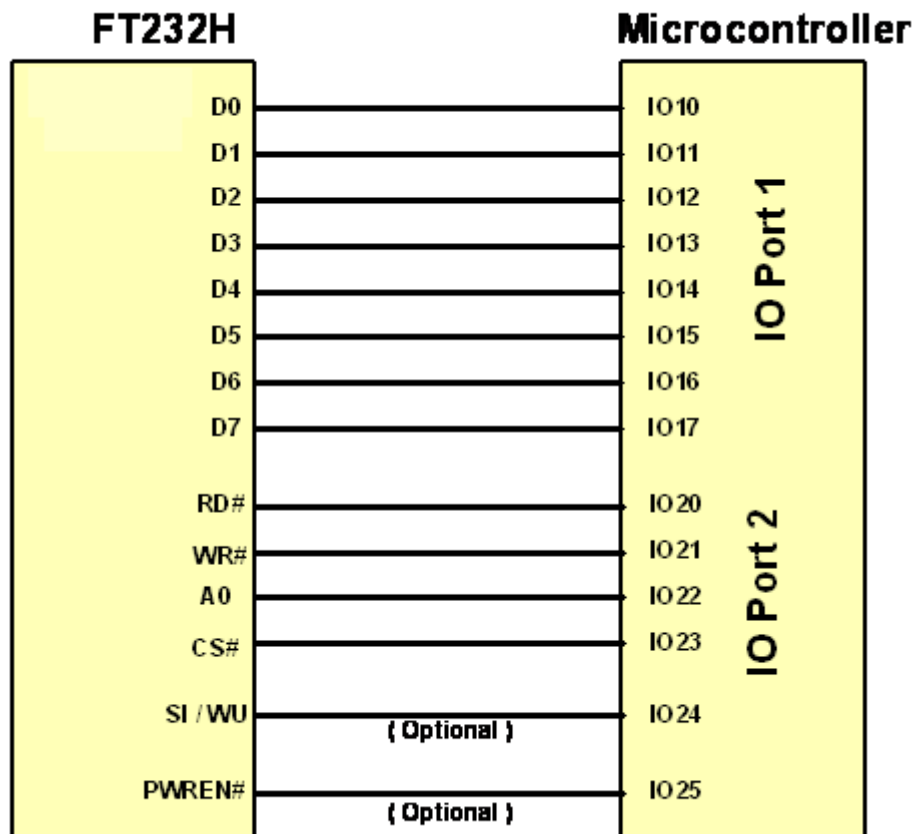 FT232H Microcontroller
D0 IO10
D1 IO11
D2 IO12
D3 IO13
D4 IO14
D5 IO15
D6 IO16
D7 IO17
IO Port 1
RD# IO20
WR# IO21
A0 IO22
CS# IO23
IO Port 2
SI / WU IO24
( Optional )
PWREN# IO25
( Optional )